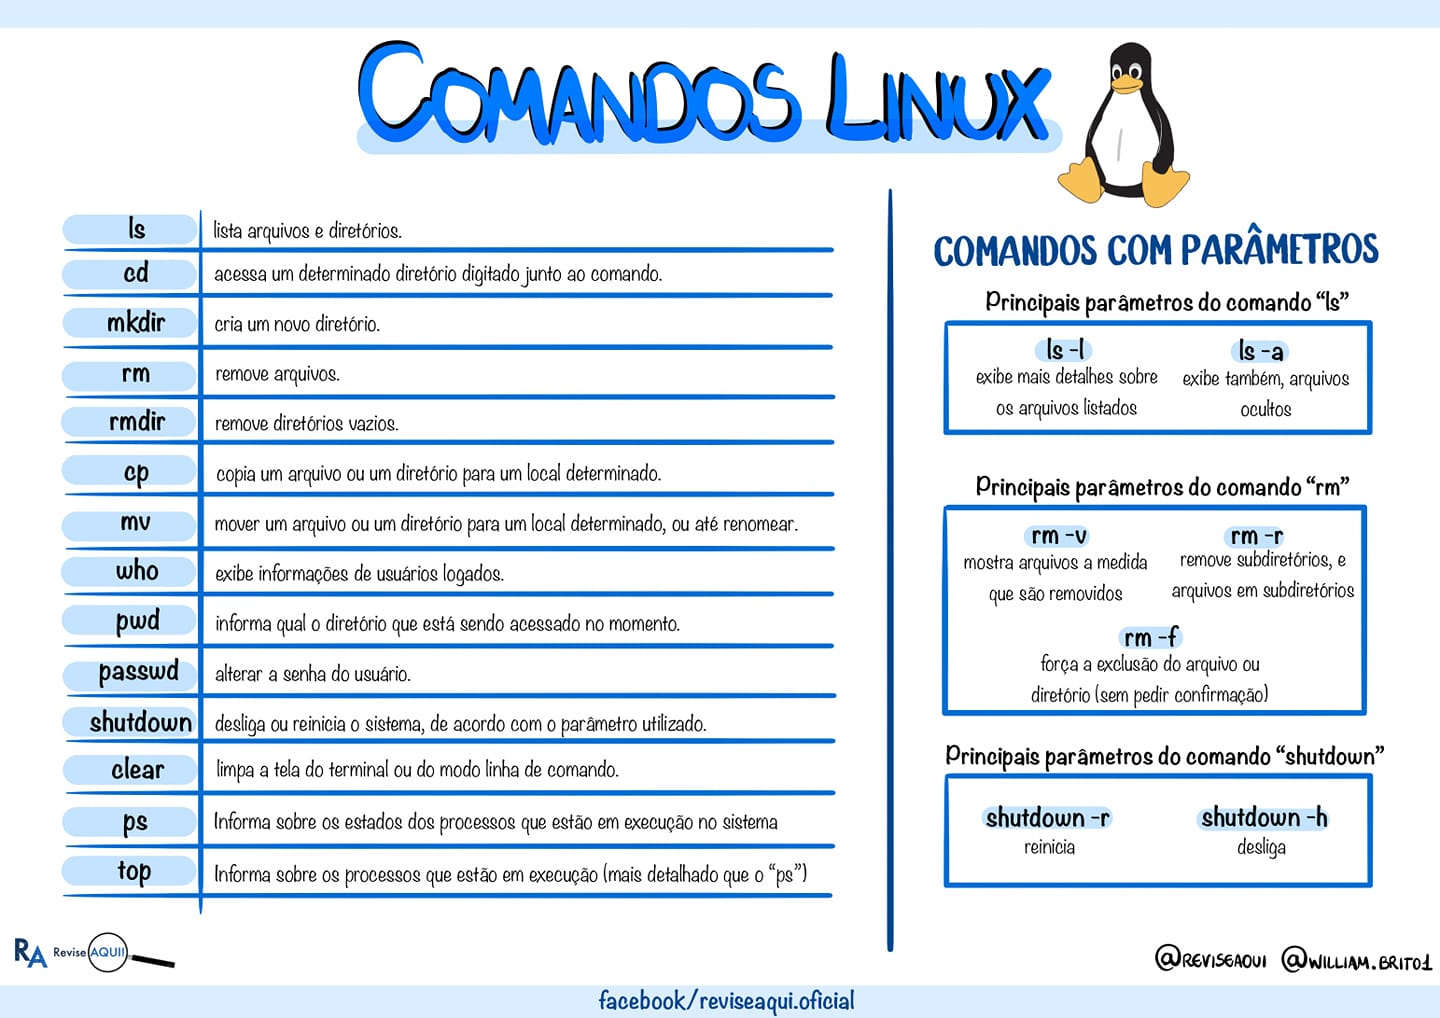 COMANDOS LINUX
ls lista arquivos e diretórios.
cd acessa um determinado diretório digitado junto ao comando.
mkdir cria um novo diretório.
rm remove arquivos.
rmdir remove diretórios vazios.
cp copia um arquivo ou um diretório para um local determinado.
mv mover um arquivo ou um diretório para um local determinado, ou até renomear.
who exibe informações de usuários logados.
pwd informa qual o diretório que está sendo acessado no momento.
passwd alterar a senha do usuário.
shutdown desliga ou reinicia o sistema, de acordo com o parâmetro utilizado.
clear limpa a tela do terminal ou do modo linha de comando.
ps Informa sobre os estados dos processos que estão em execução no sistema
top Informa sobre os processos que estão em execução (mais detalhado que o “ps”)
COMANDOS COM PARÂMETROS
Principais parâmetros do comando “ls”
ls -l
exibe mais detalhes sobre
os arquivos listados
ls -a
exibe também, arquivos
ocultos
Principais parâmetros do comando “rm”
rm -v
mostra arquivos a medida
que são removidos
rm -r
remove subdiretórios, e
arquivos em subdiretórios
rm -f
força a exclusão do arquivo ou
diretório (sem pedir confirmação)
Principais parâmetros do comando “shutdown”
shutdown -r
reinicia
shutdown -h
desliga
RA Revise AQUI!
@REVISEAQUI @WILLIAM.BRITO1
facebook/reviseaqui.oficial